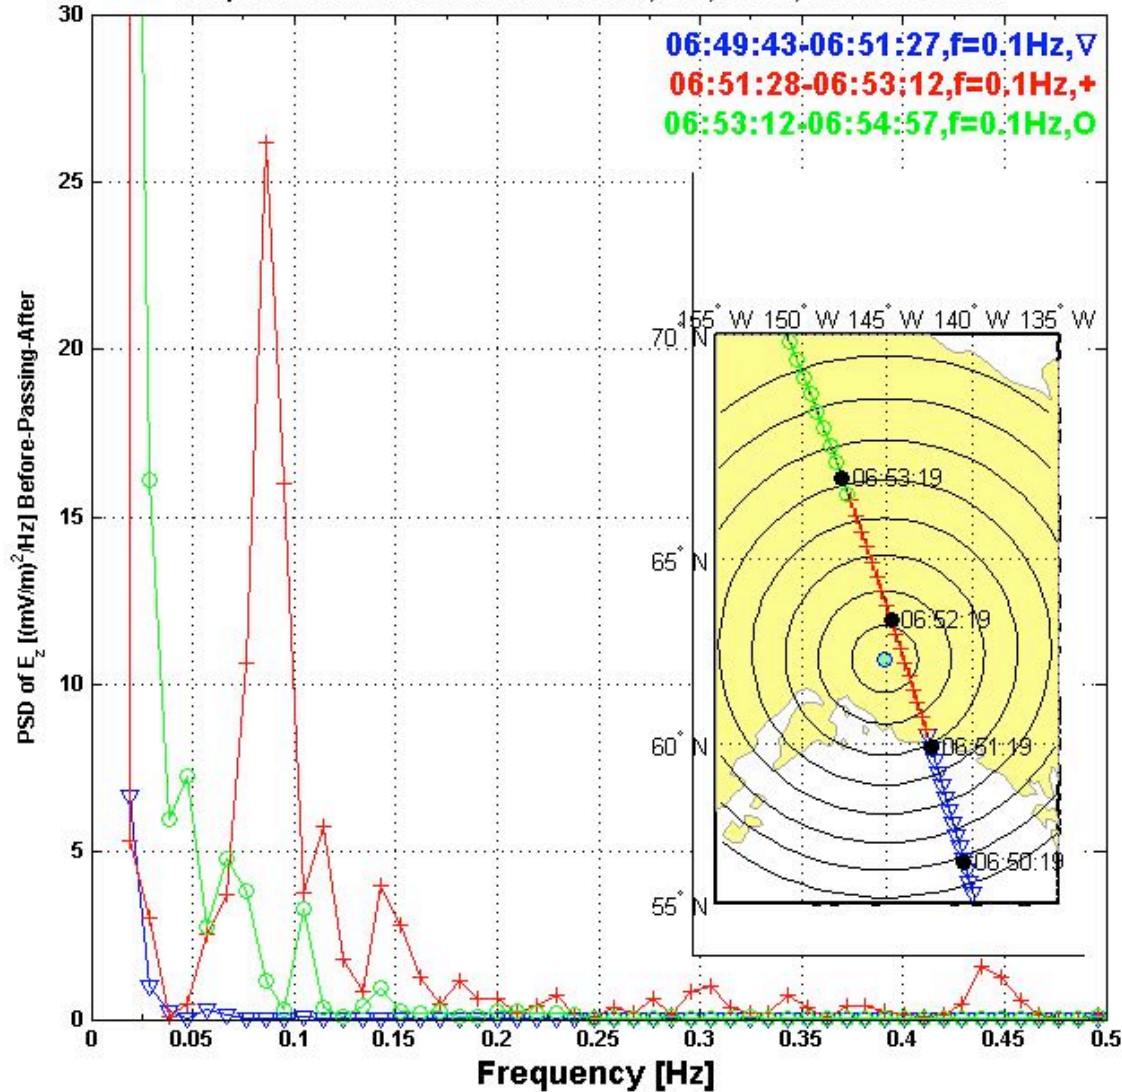 06:49:43-06:51:27,f=0.1Hz,▽
06:51:28-06:53:12,f=0.1Hz,+
06:53:12-06:54:57,f=0.1Hz,O
30
25
20
15
10
5
0
PSD of E_z [(mV/m)²/Hz] Before-Passing-After
155° W 150° W 145° W 140° W 135° W
70° N
65° N
60° N
55° N
06:53:19
06:52:19
06:51:19
06:50:19
0 0.05 0.1 0.15 0.2 0.25 0.3 0.35 0.4 0.45 0.5
Frequency [Hz]